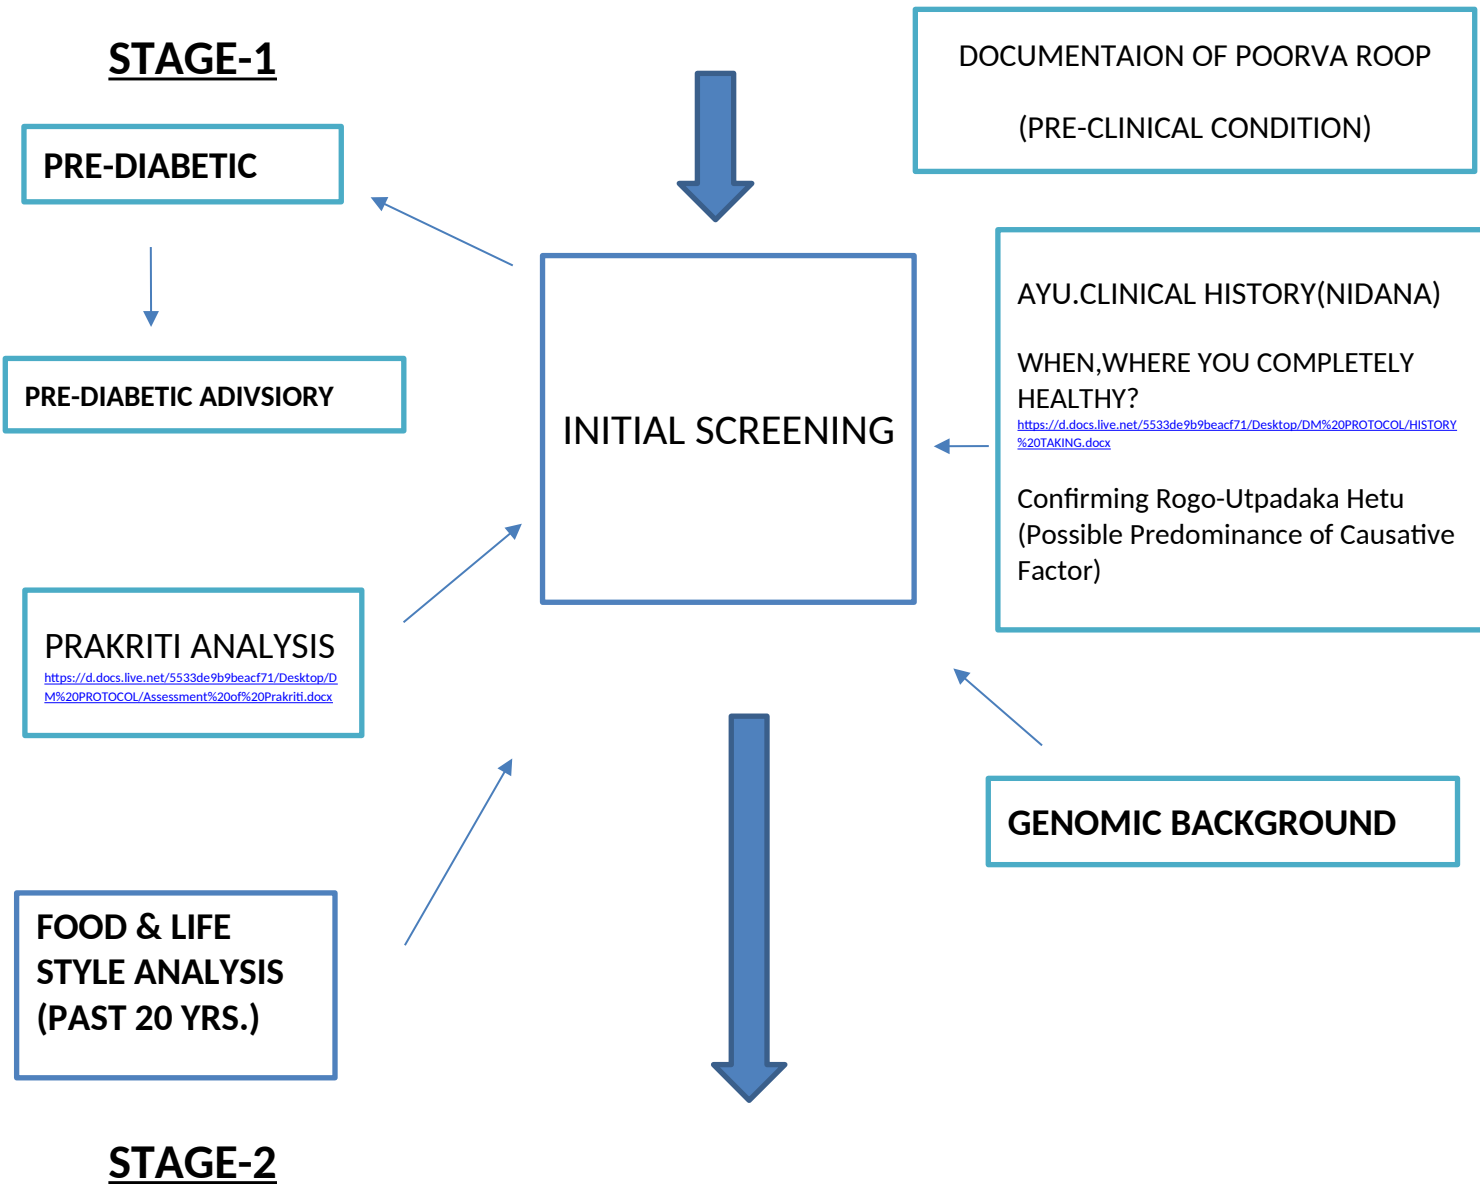 STAGE-1
DOCUMENTAION OF POORVA ROOP
(PRE-CLINICAL CONDITION)
PRE-DIABETIC
PRE-DIABETIC ADIVSIORY
INITIAL SCREENING
AYU.CLINICAL HISTORY(NIDANA)
WHEN,WHERE YOU COMPLETELY
HEALTHY?
https://d.docs.live.net/5533de9b9beacf71/Desktop/DM%20PROTOCOL/HISTORY
%20TAKING.docx
Confirming Rogo-Utpadaka Hetu
(Possible Predominance of Causative
Factor)
PRAKRITI ANALYSIS
https://d.docs.live.net/5533de9b9beacf71/Desktop/D
M%20PROTOCOL/Assessment%20of%20Prakriti.docx
GENOMIC BACKGROUND
FOOD & LIFE
STYLE ANALYSIS
(PAST 20 YRS.)
STAGE-2